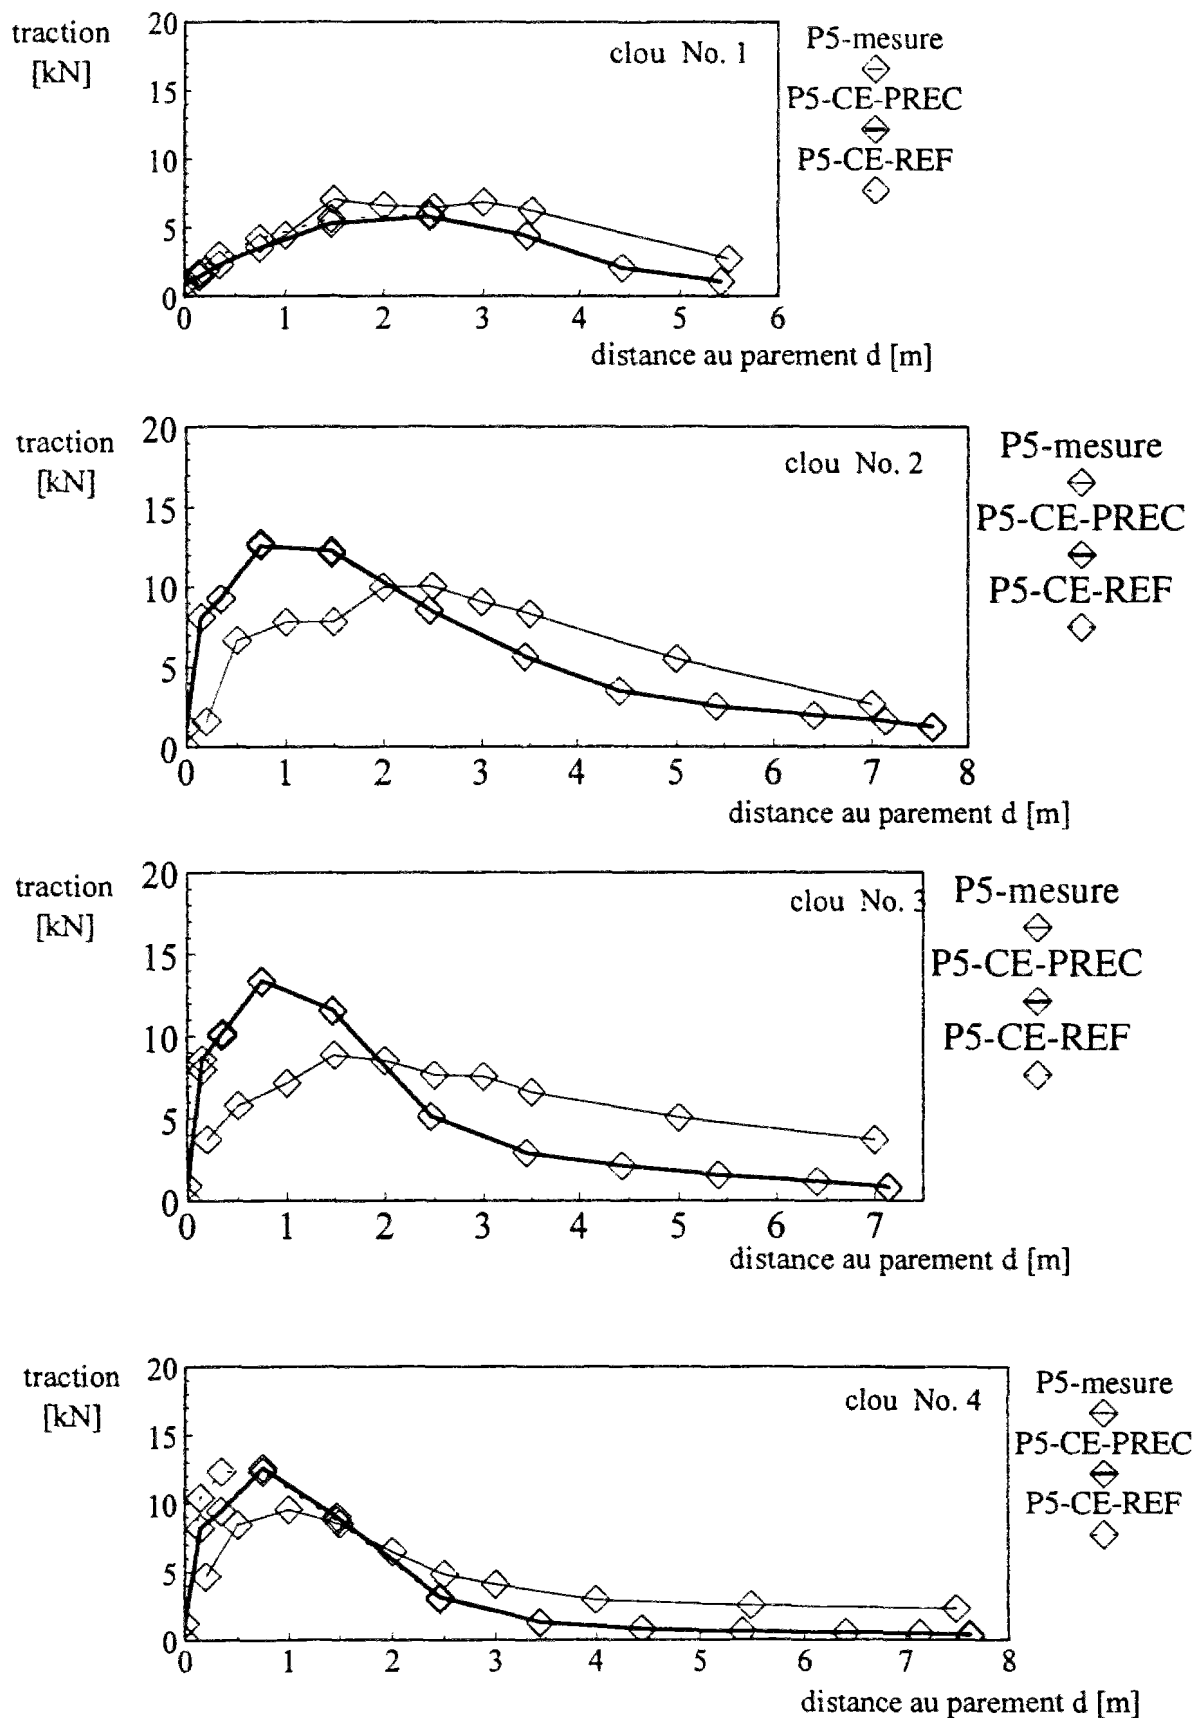 traction
[kN]
20
15
10
5
0
clou No. 1
0 1 2 3 4 5 6
distance au parement d [m]
P5-mesure
P5-CE-PREC
P5-CE-REF
traction
[kN]
20
15
10
5
0
clou No. 2
0 1 2 3 4 5 6 7 8
distance au parement d [m]
P5-mesure
P5-CE-PREC
P5-CE-REF
traction
[kN]
20
15
10
5
0
clou No. 3
0 1 2 3 4 5 6 7
distance au parement d [m]
P5-mesure
P5-CE-PREC
P5-CE-REF
traction
[kN]
20
15
10
5
0
clou No. 4
0 1 2 3 4 5 6 7 8
distance au parement d [m]
P5-mesure
P5-CE-PREC
P5-CE-REF